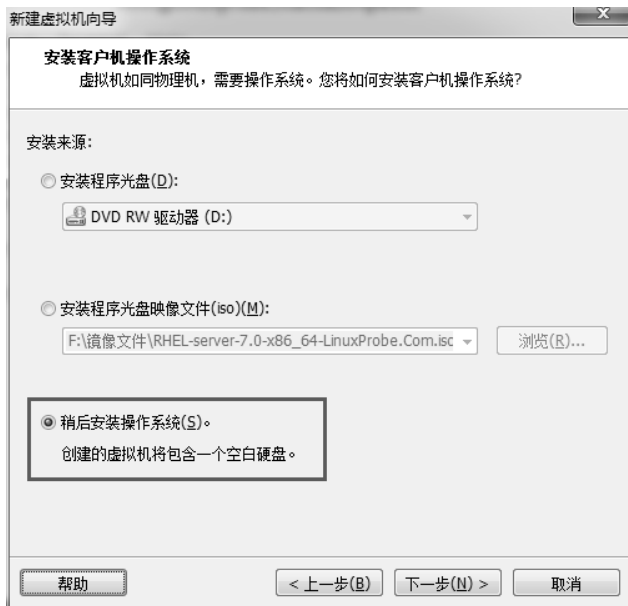 新建虚拟机向导
安装客户机操作系统
虚拟机如同物理机，需要操作系统。您将如何安装客户机操作系统?
安装来源:
安装程序光盘(D):
DVD RW 驱动器 (D:)
安装程序光盘映像文件(iso)(M):
F:\镜像文件\RHEL-server-7.0-x86_64-LinuxProbe.Com.isc
浏览(R)...
稍后安装操作系统(S)。
创建的虚拟机将包含一个空白硬盘。
帮助
< 上一步(B)
下一步(N) >
取消